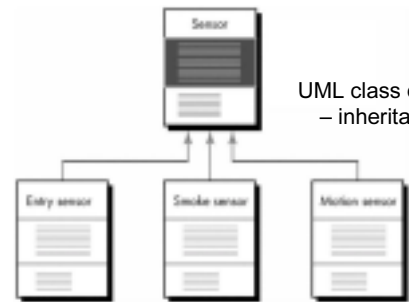 Sensor
UML class
– inherita
Entry sensor
Smoke sensor
Motion sensor